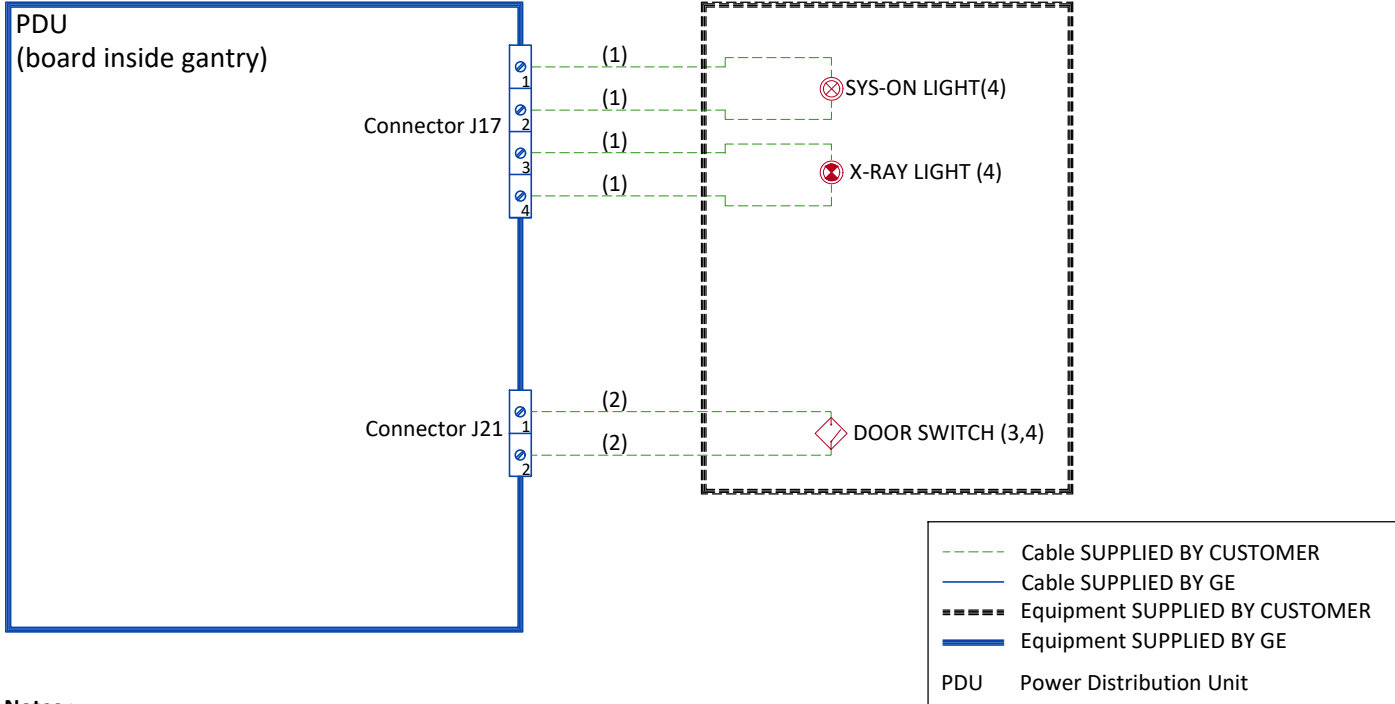 PDU
(board inside gantry)
Connector J17
1
2
3
4
(1)
(1)
(1)
(1)
SYS-ON LIGHT(4)
X-RAY LIGHT (4)
Connector J21
1
2
(2)
(2)
DOOR SWITCH (3,4)
Cable SUPPLIED BY CUSTOMER
Cable SUPPLIED BY GE
Equipment SUPPLIED BY CUSTOMER
Equipment SUPPLIED BY GE
PDU Power Distribution Unit